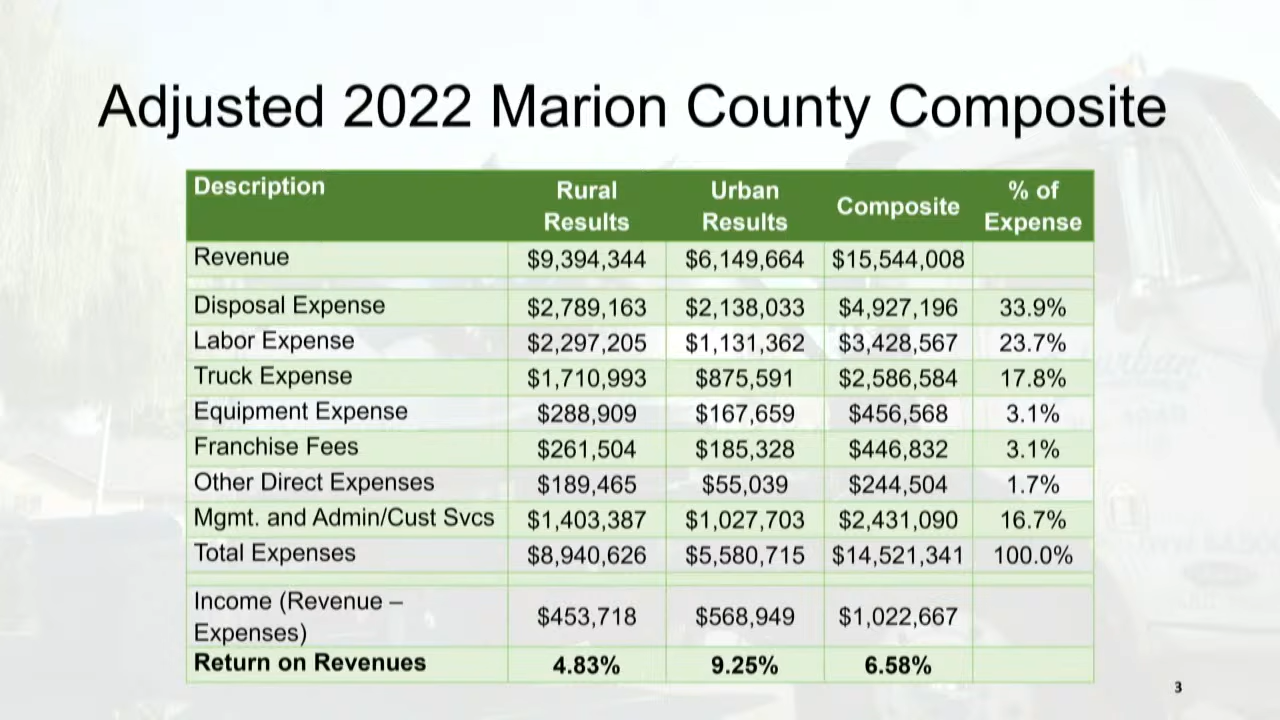 Adjusted 2022 Marion County Composite
Description Rural Results Urban Results Composite % of Expense
Revenue $9,394,344 $6,149,664 $15,544,008
Disposal Expense $2,789,163 $2,138,033 $4,927,196 33.9%
Labor Expense $2,297,205 $1,131,362 $3,428,567 23.7%
Truck Expense $1,710,993 $875,591 $2,586,584 17.8%
Equipment Expense $288,909 $167,659 $456,568 3.1%
Franchise Fees $261,504 $185,328 $446,832 3.1%
Other Direct Expenses $189,465 $55,039 $244,504 1.7%
Mgmt. and Admin/Cust Svcs $1,403,387 $1,027,703 $2,431,090 16.7%
Total Expenses $8,940,626 $5,580,715 $14,521,341 100.0%
Income (Revenue – Expenses) $453,718 $568,949 $1,022,667
Return on Revenues 4.83% 9.25% 6.58%
3